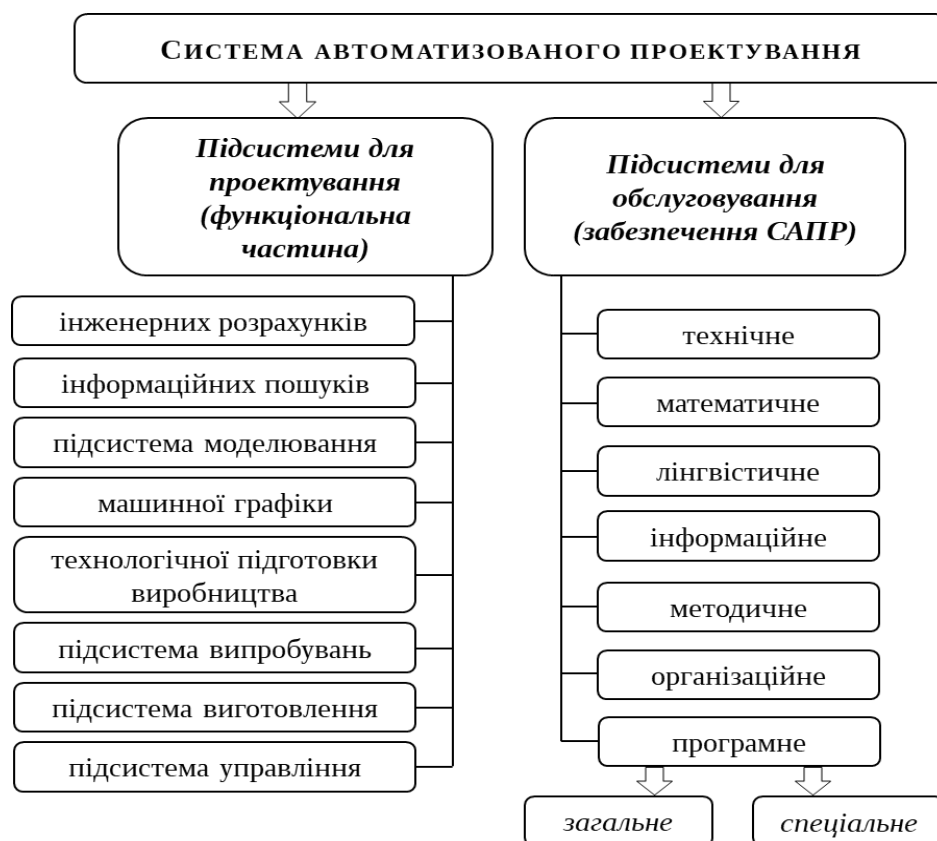 СИСТЕМА АВТОМАТИЗОВАНОГО ПРОЕКТУВАННЯ
Підсистеми для
проектування
(функціональна
частина)
інженерних розрахунків
інформаційних пошуків
підсистема моделювання
машинної графіки
технологічної підготовки
виробництва
підсистема випробувань
підсистема виготовлення
підсистема управління
Підсистеми для
обслуговування
(забезпечення САПР)
технічне
математичне
лінгвістичне
інформаційне
методичне
організаційне
програмне
загальне
спеціальне